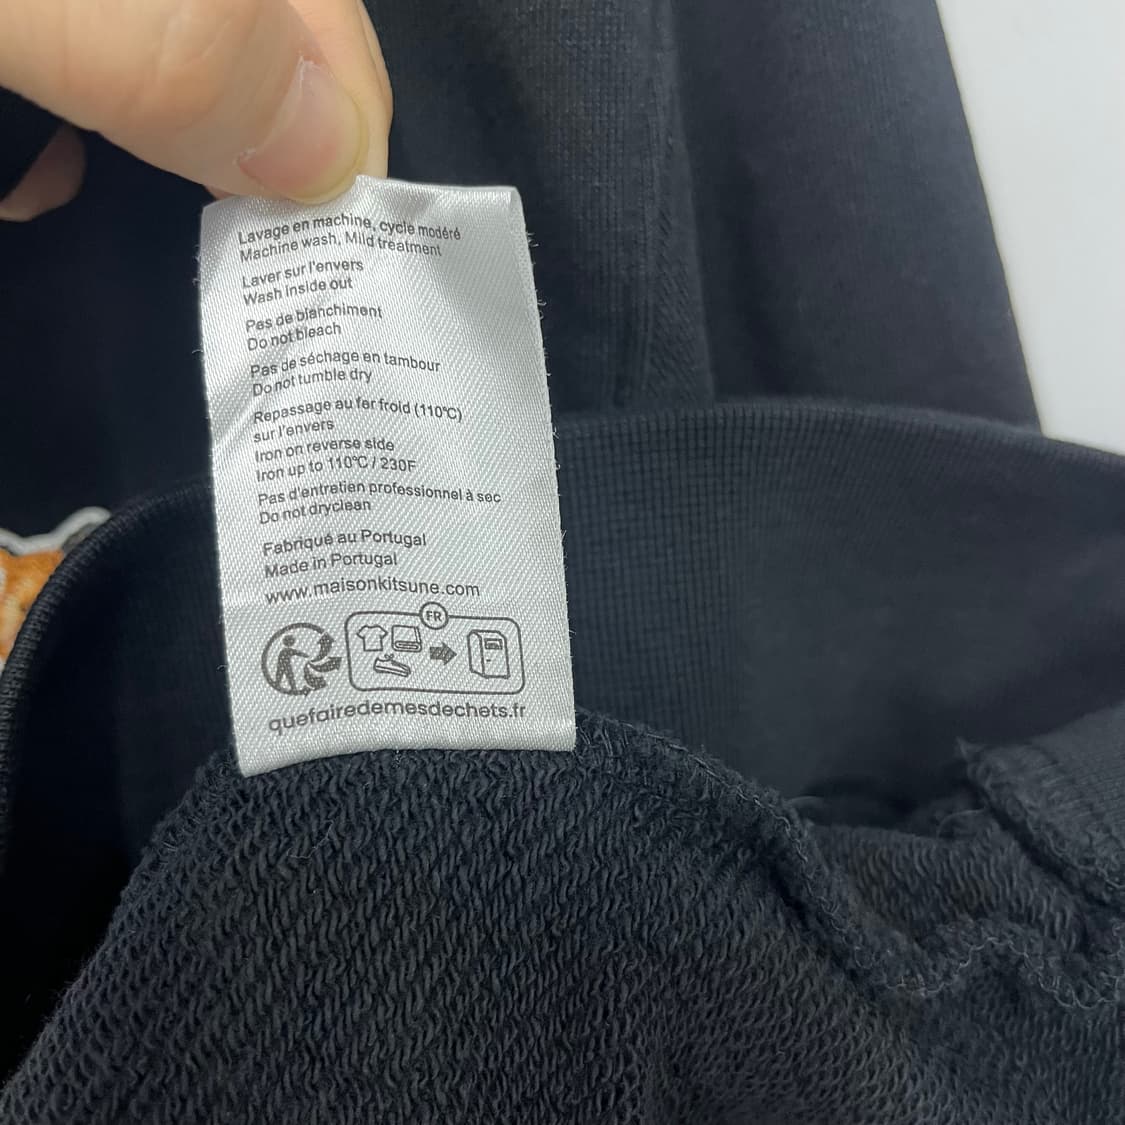 Lavage en machine, cycle modéré
Machine wash, Mild treatment
Laver sur l'envers
Wash inside out
Pas de blanchiment
Do not bleach
Pas de séchage en tambour
Do not tumble dry
Repassage au fer froid (110°C)
sur l'envers
Iron on reverse side
Iron up to 110°C / 230F
Pas d'entretien professionnel à sec
Do not dryclean
Fabriqué au Portugal
Made in Portugal
www.maisonkitsune.com
FR
quefairedemesdechets.fr